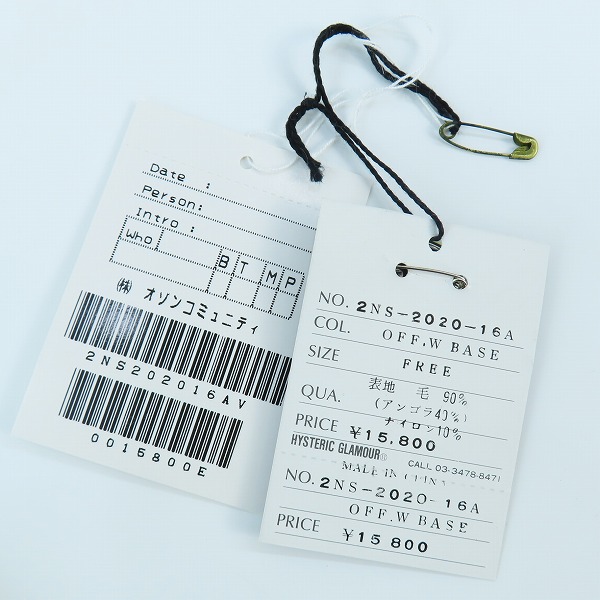 Date :
Person:
Intro :
Who B T M P
㈱ オゾンコミュニティ
2NS202016AV
0015800E
NO. 2NS-2020-16A
COL. OFF.W BASE
SIZE FREE
QUA. 表地 毛 90%
(アンゴラ40%)
ナイロン10%
PRICE ¥15,800
HYSTERIC GLAMOUR® CALL 03-3478-8471
MADE IN CHINA
NO. 2NS-2020-16A
OFF.W BASE
PRICE ¥15800